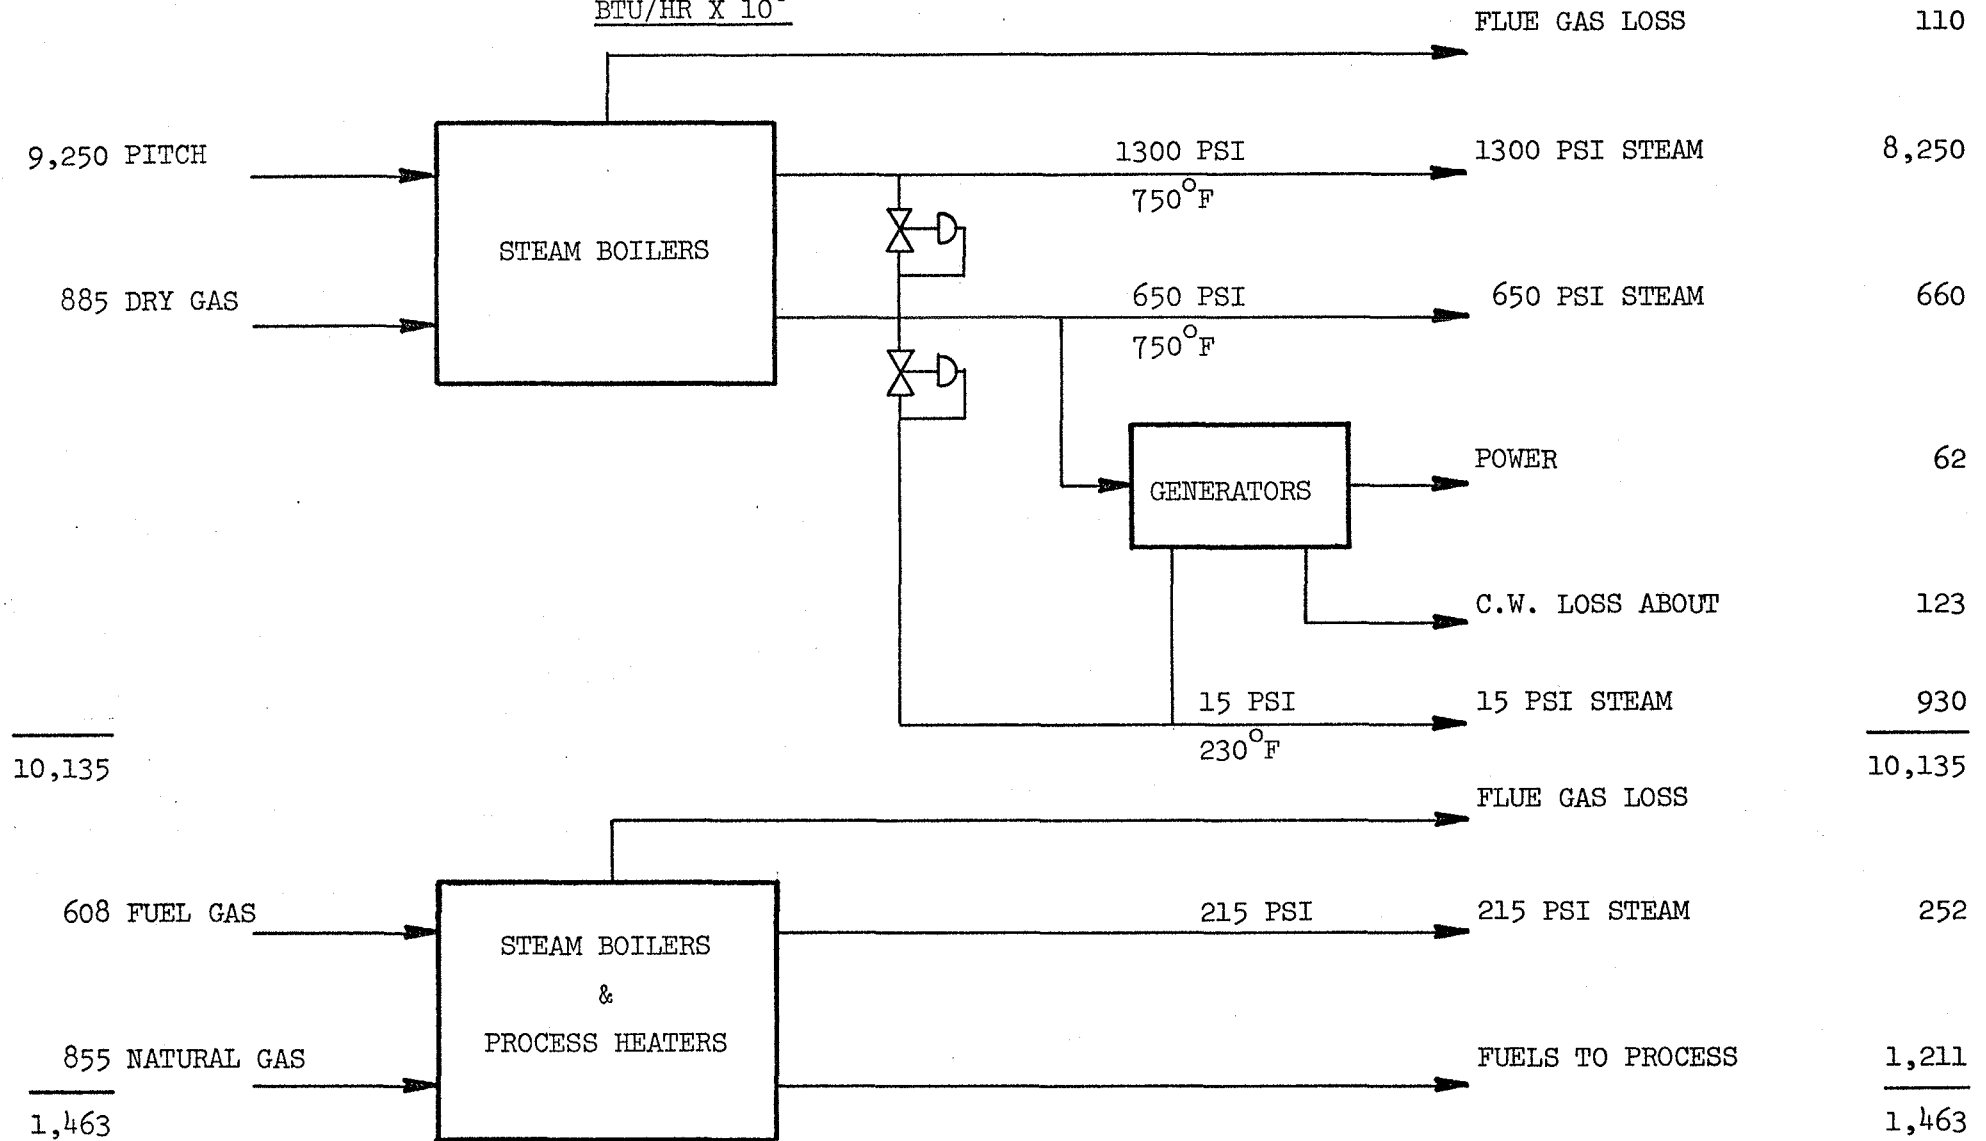 BTU/HR X 10
FLUE GAS LOSS 110
9,250 PITCH
1300 PSI
1300 PSI STEAM 8,250
750°F
STEAM BOILERS
885 DRY GAS
650 PSI
650 PSI STEAM 660
750°F
POWER 62
GENERATORS
C.W. LOSS ABOUT 123
15 PSI
15 PSI STEAM 930
230°F
10,135
10,135
FLUE GAS LOSS
608 FUEL GAS
215 PSI
215 PSI STEAM 252
STEAM BOILERS
&
PROCESS HEATERS
855 NATURAL GAS
FUELS TO PROCESS 1,211
1,463
1,463